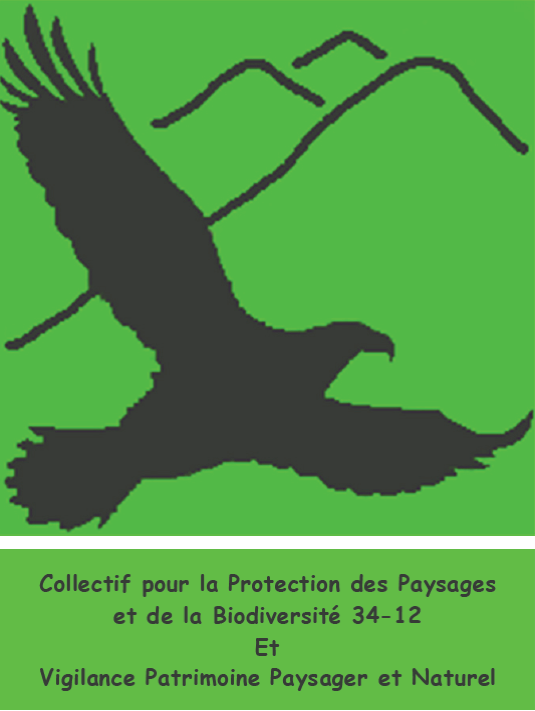 Collectif pour la Protection des Paysages
et de la Biodiversité 34-12
Et
Vigilance Patrimoine Paysager et Naturel